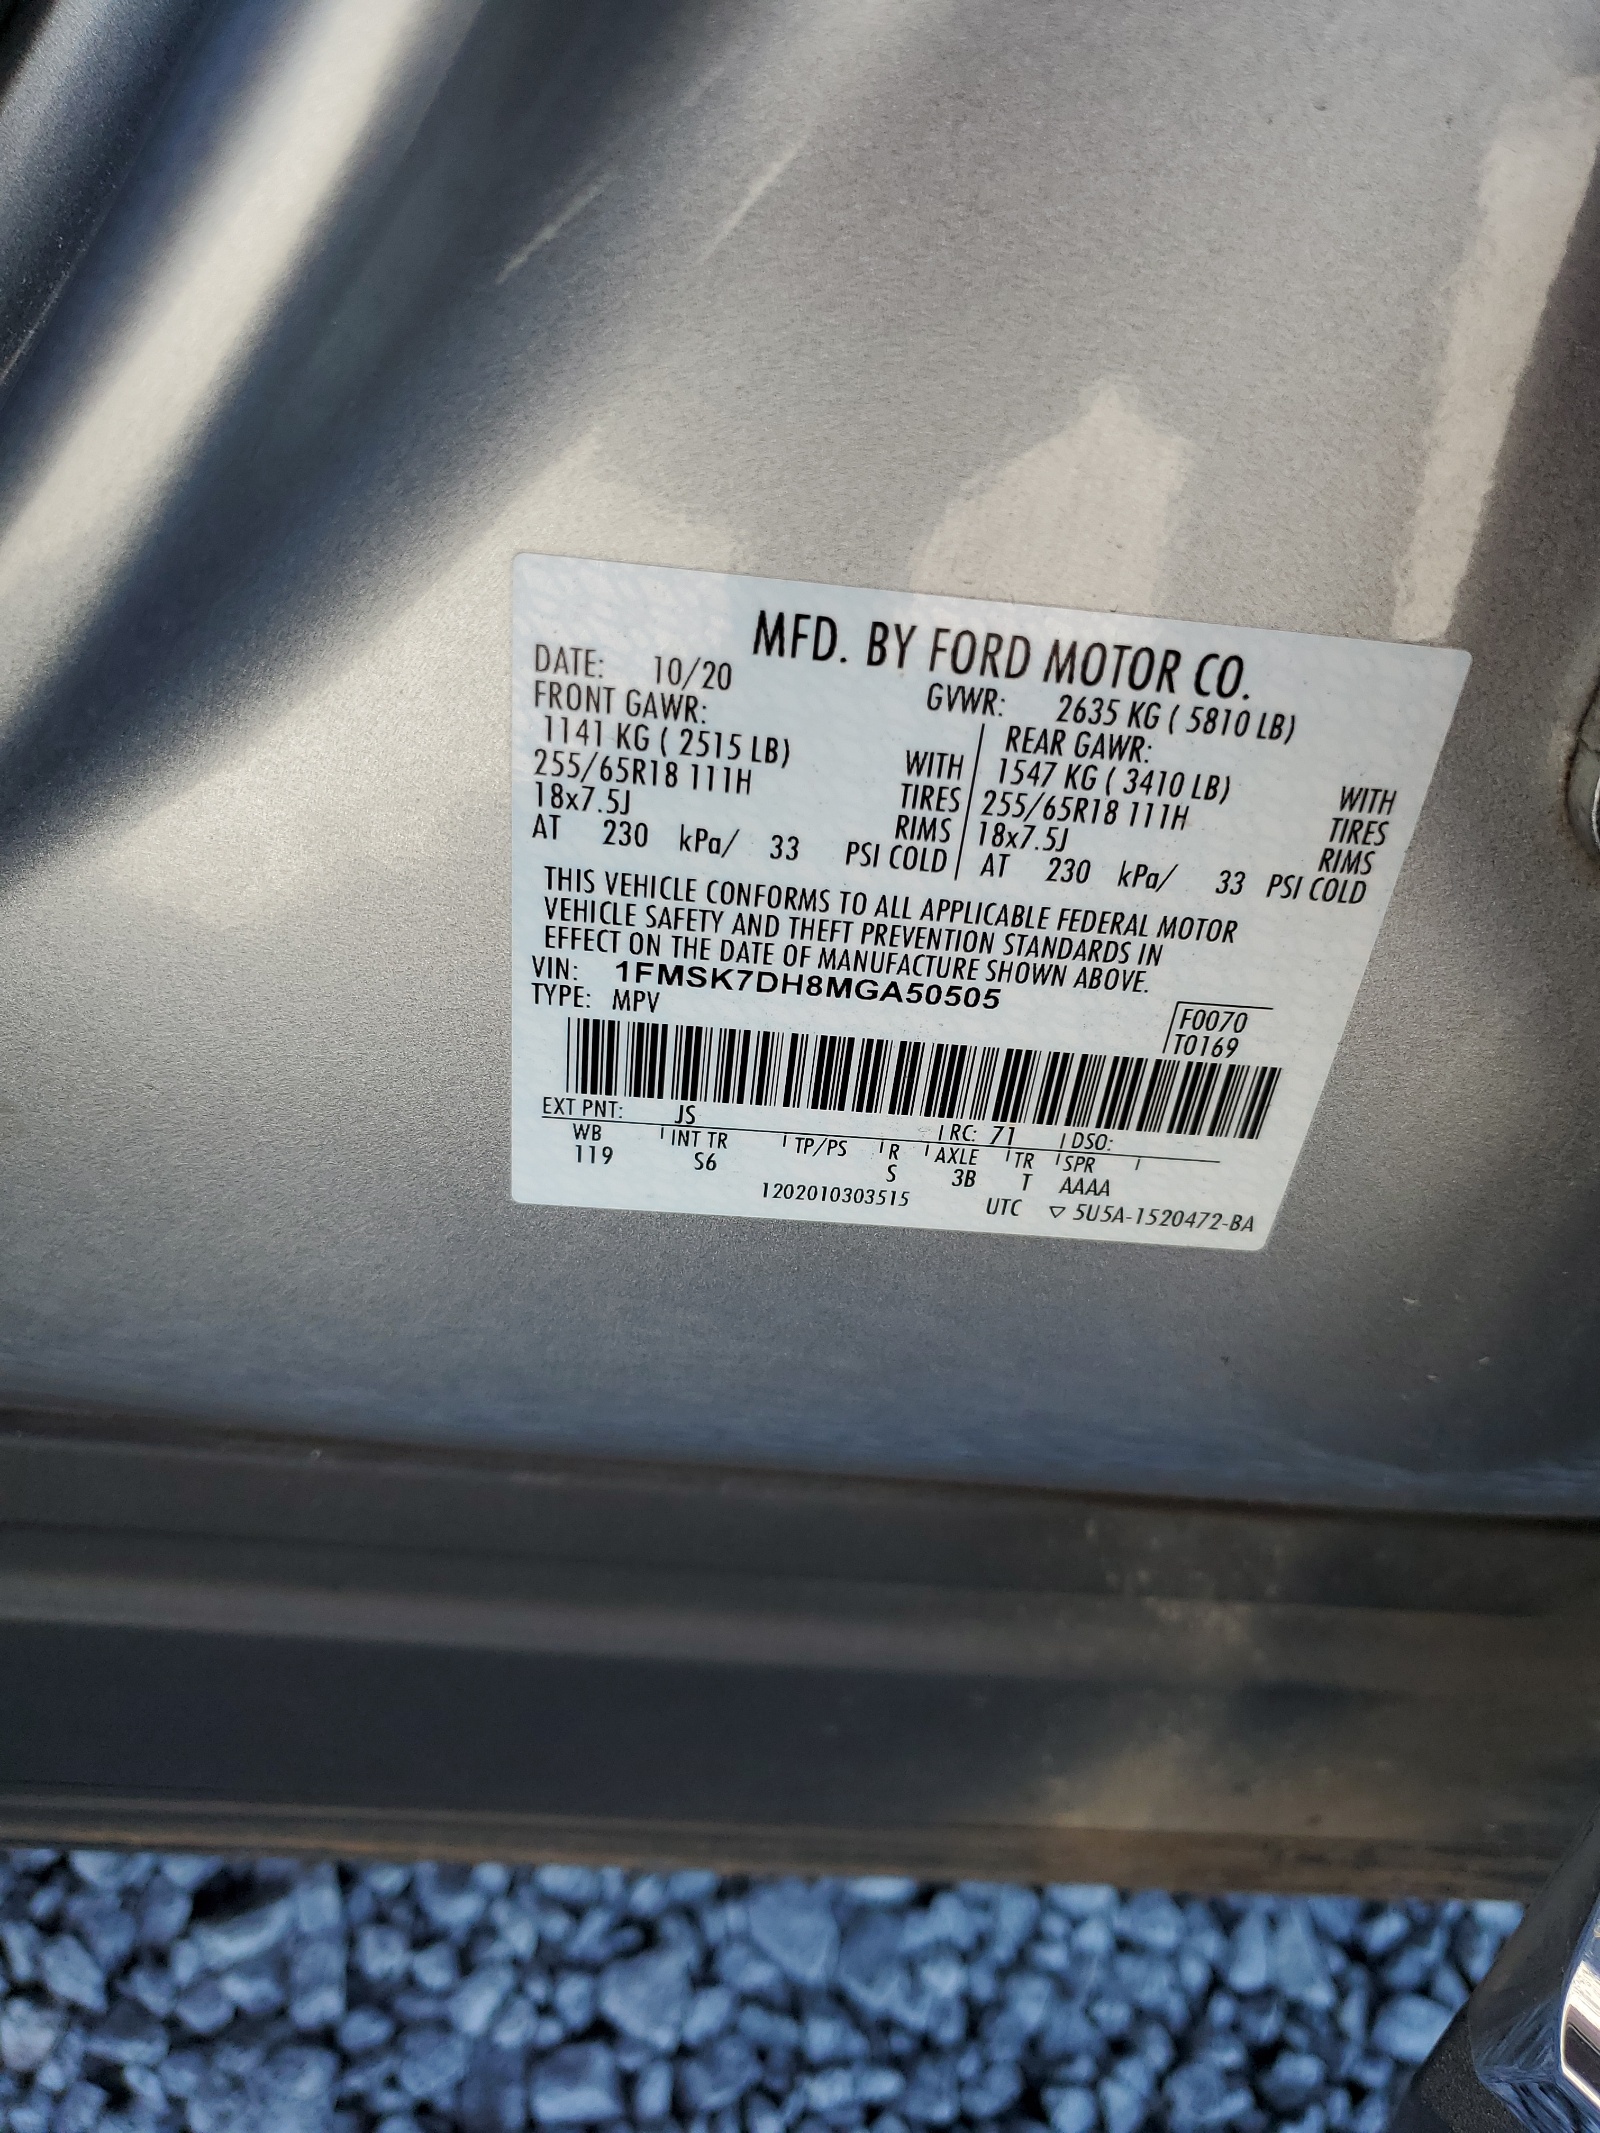 MFD. BY FORD MOTOR CO.
DATE: 10/20 GVWR: 2635 KG ( 5810 LB)
FRONT GAWR: REAR GAWR:
1141 KG ( 2515 LB) WITH 1547 KG ( 3410 LB) WITH
255/65R18 111H TIRES 255/65R18 111H TIRES
18x7.5J RIMS 18x7.5J RIMS
AT 230 kPa/ 33 PSI COLD AT 230 kPa/ 33 PSI COLD
THIS VEHICLE CONFORMS TO ALL APPLICABLE FEDERAL MOTOR
VEHICLE SAFETY AND THEFT PREVENTION STANDARDS IN
EFFECT ON THE DATE OF MANUFACTURE SHOWN ABOVE.
VIN: 1FMSK7DH8MGA50505
TYPE: MPV
F0070
T0169
EXT PNT: JS RC: 71 DSO:
WB INT TR TP/PS R AXLE TR SPR
119 S6 S 3B T AAAA
1202010303515 UTC ▽ 5U5A-1520472-BA